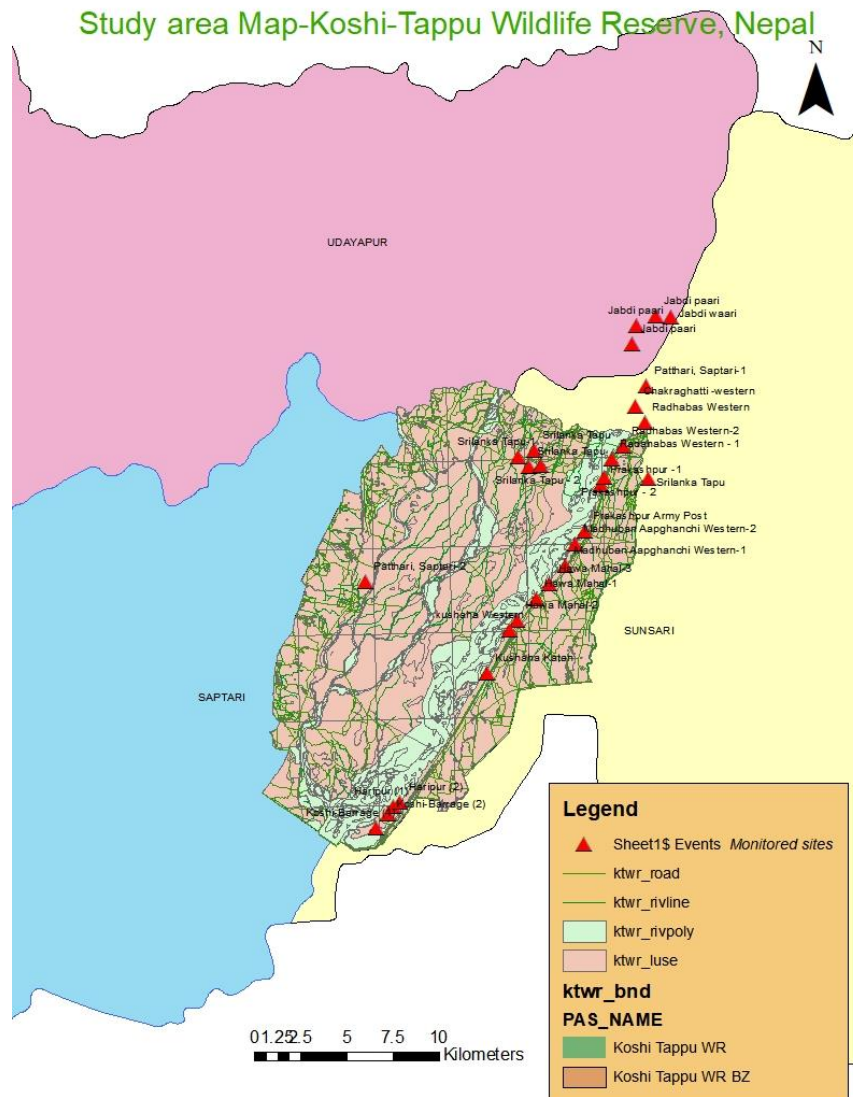 Study area Map-Koshi-Tappu Wildlife Reserve, Nepal
N
UDAYAPUR
Jabdi paari
Jabdi paari
Jabdi waari
Jabdi paari
Patthari, Saptari-1
Chakraghatti -western
Radhabas Western
Radhabas Western-2
Srilanka Tapu
Srilanka Tapu-1
Radhabas Western - 1
Srilanka Tapu
Prakashpur -1
Srilanka Tapu - 2
Srilanka Tapu
Prakashpur - 2
Prakashpur Army Post
Madhuban Aapghanchi Western-2
Madhuban Aapghanchi Western-1
Patthari, Saptari-2
Hawa Mahal-3
Hawa Mahal-1
Hawa Mahal-2
kushaha Western
SUNSARI
Kushaha Katan
SAPTARI
Haripur (2)
Haripur (1)
Koshi-Barrage (2)
Koshi-Barrage
Legend
Sheet1$ Events Monitored sites
ktwr_road
ktwr_rivline
ktwr_rivpoly
ktwr_luse
ktwr_bnd
PAS_NAME
Koshi Tappu WR
Koshi Tappu WR BZ
0 1.25 2.5 5 7.5 10
Kilometers